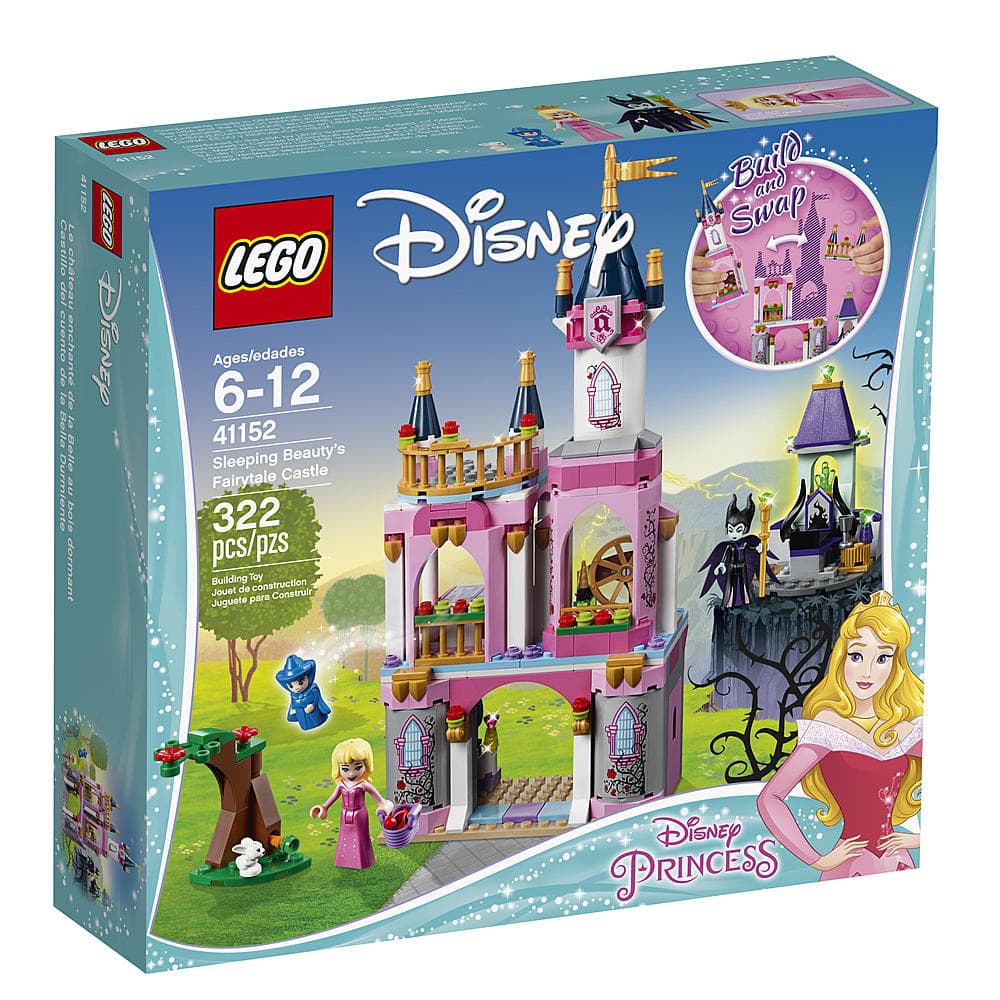 LEGO
41152
LEGO
41152
DISNEY
Le château enchanté de la Belle au bois dormant
Castillo del cuento de la Bella Durmiente
LEGO
DISNEY
Ages/edades
6-12
41152
Sleeping Beauty's
Fairytale Castle
322
pcs/pzs
Building Toy
Jouet de construction
Juguete para Construir
Build
and
Swap
a
DISNEY
PRINCESS